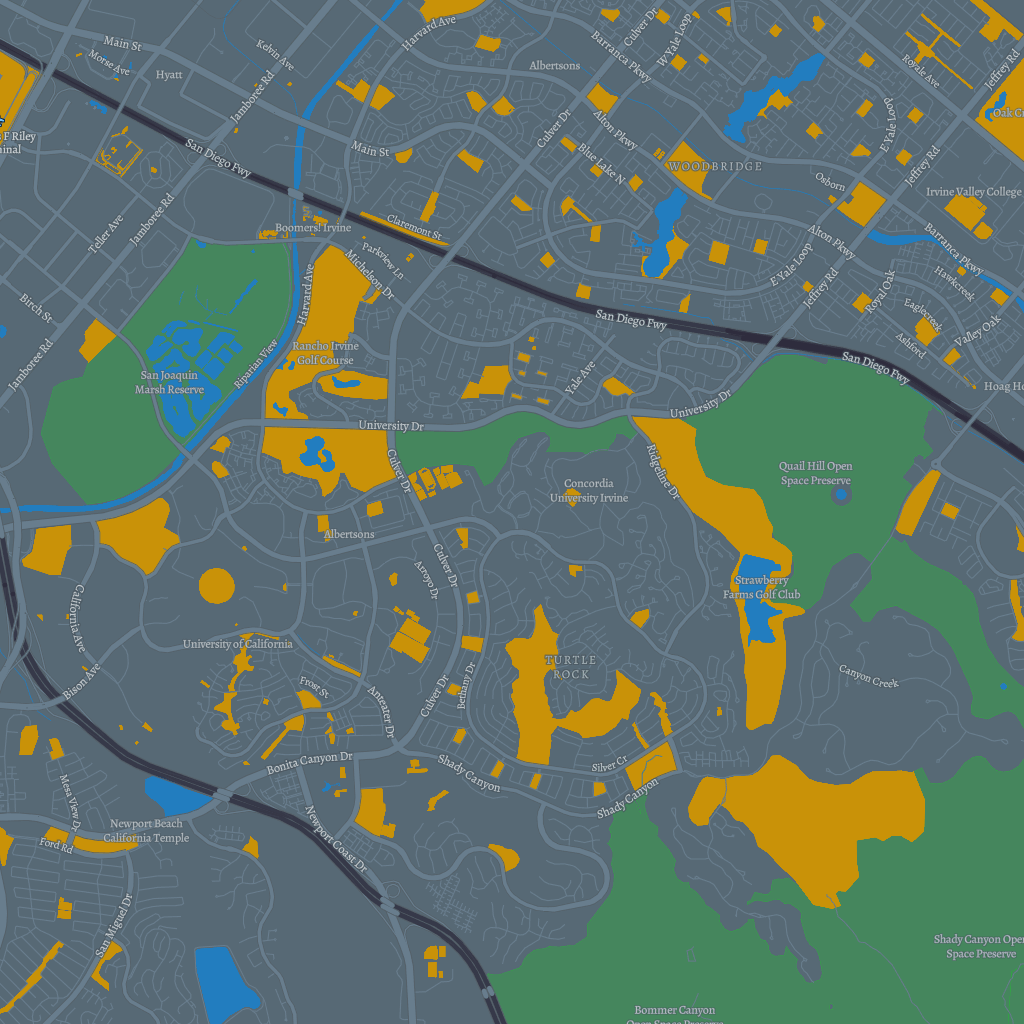 Harvard Ave
Culver Dr
W Yale Loop
Barranca Pkwy
Main St
Morse Ave
Kelvin Ave
Hyatt
Albertsons
Royale Ave
Jeffrey Rd
Jamboree Rd
Oak C
F Riley
inal
Culver Dr
Alton Pkwy
E Yale Loop
San Diego Fwy
Main St
Blue Lake N
WOODBRIDGE
Jeffrey Rd
Osborn
Irvine Valley College
Teller Ave
Jamboree Rd
Boomers! Irvine
Claremont St
Alton Pkwy
Barranca Pkwy
Parkview Ln
Michelson Dr
E Yale Loop
Jeffrey Rd
Royal Oak
Hawkcreek
Harvard Ave
Birch St
San Diego Fwy
Eaglecreek
Valley Oak
Ashford
Jamboree Rd
Rancho Irvine
Golf Course
Riparian View
San Joaquin
Marsh Reserve
Yale Ave
San Diego Fwy
Hoag Ho
University Dr
University Dr
Culver Dr
Ridgeline Dr
Quail Hill Open
Space Preserve
Concordia
University Irvine
Albertsons
Culver Dr
Arroyo Dr
Strawberry
Farms Golf Club
California Ave
University of California
TURTLE
ROCK
Canyon Creek
Bison Ave
Frost St
Anteater Dr
Culver Dr
Bethany Dr
Bonita Canyon Dr
Shady Canyon
Silver Cr
Shady Canyon
Mesa View Dr
Newport Beach
California Temple
Ford Rd
Newport Coast Dr
San Miguel Dr
Shady Canyon Open
Space Preserve
Bommer Canyon
Open Space Preserve